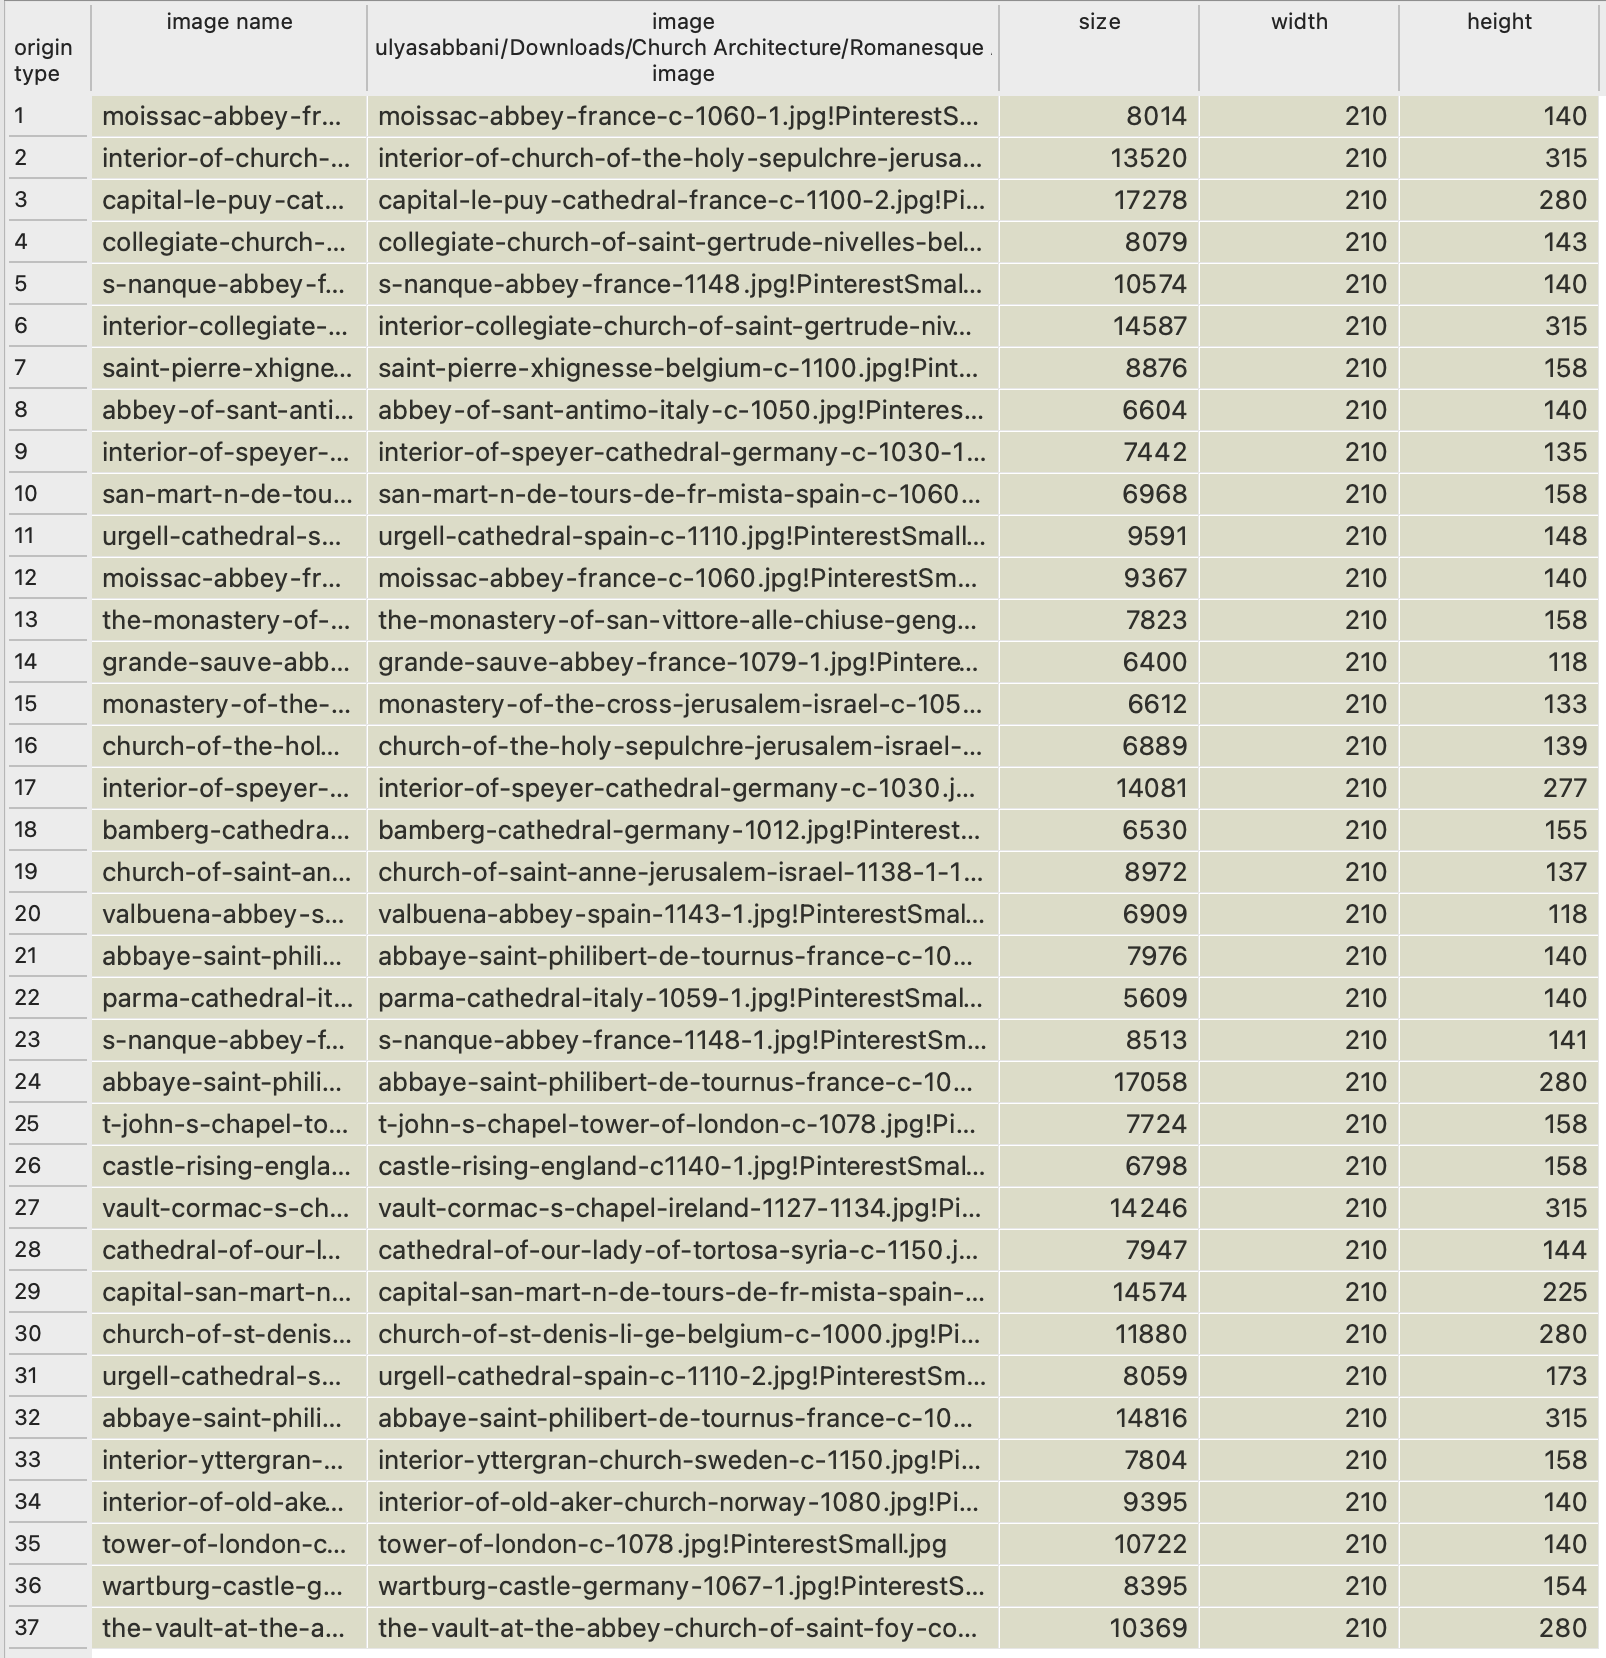 image name image size width height
origin ulyasabbani/Downloads/Church Architecture/Romanesque
type image
1 moissac-abbey-fr... moissac-abbey-france-c-1060-1.jpg!PinterestS... 8014 210 140
2 interior-of-church-... interior-of-church-of-the-holy-sepulchre-jerusa... 13520 210 315
3 capital-le-puy-cat... capital-le-puy-cathedral-france-c-1100-2.jpg!Pi... 17278 210 280
4 collegiate-church-... collegiate-church-of-saint-gertrude-nivelles-bel... 8079 210 143
5 s-nanque-abbey-f... s-nanque-abbey-france-1148.jpg!PinterestSmal... 10574 210 140
6 interior-collegiate-... interior-collegiate-church-of-saint-gertrude-niv... 14587 210 315
7 saint-pierre-xhigne... saint-pierre-xhignesse-belgium-c-1100.jpg!Pint... 8876 210 158
8 abbey-of-sant-anti... abbey-of-sant-antimo-italy-c-1050.jpg!Pinteres... 6604 210 140
9 interior-of-speyer-... interior-of-speyer-cathedral-germany-c-1030-1... 7442 210 135
10 san-mart-n-de-tou... san-mart-n-de-tours-de-fr-mista-spain-c-1060... 6968 210 158
11 urgell-cathedral-s... urgell-cathedral-spain-c-1110.jpg!PinterestSmall... 9591 210 148
12 moissac-abbey-fr... moissac-abbey-france-c-1060.jpg!PinterestSm... 9367 210 140
13 the-monastery-of-... the-monastery-of-san-vittore-alle-chiuse-geng... 7823 210 158
14 grande-sauve-abb... grande-sauve-abbey-france-1079-1.jpg!Pintere... 6400 210 118
15 monastery-of-the-... monastery-of-the-cross-jerusalem-israel-c-105... 6612 210 133
16 church-of-the-hol... church-of-the-holy-sepulchre-jerusalem-israel-... 6889 210 139
17 interior-of-speyer-... interior-of-speyer-cathedral-germany-c-1030.j... 14081 210 277
18 bamberg-cathedra... bamberg-cathedral-germany-1012.jpg!Pinterest... 6530 210 155
19 church-of-saint-an... church-of-saint-anne-jerusalem-israel-1138-1-1... 8972 210 137
20 valbuena-abbey-s... valbuena-abbey-spain-1143-1.jpg!PinterestSmal... 6909 210 118
21 abbaye-saint-phili... abbaye-saint-philibert-de-tournus-france-c-10... 7976 210 140
22 parma-cathedral-it... parma-cathedral-italy-1059-1.jpg!PinterestSmal... 5609 210 140
23 s-nanque-abbey-f... s-nanque-abbey-france-1148-1.jpg!PinterestSm... 8513 210 141
24 abbaye-saint-phili... abbaye-saint-philibert-de-tournus-france-c-10... 17058 210 280
25 t-john-s-chapel-to... t-john-s-chapel-tower-of-london-c-1078.jpg!Pi... 7724 210 158
26 castle-rising-engla... castle-rising-england-c1140-1.jpg!PinterestSmal... 6798 210 158
27 vault-cormac-s-ch... vault-cormac-s-chapel-ireland-1127-1134.jpg!Pi... 14246 210 315
28 cathedral-of-our-l... cathedral-of-our-lady-of-tortosa-syria-c-1150.j... 7947 210 144
29 capital-san-mart-n... capital-san-mart-n-de-tours-de-fr-mista-spain-... 14574 210 225
30 church-of-st-denis... church-of-st-denis-li-ge-belgium-c-1000.jpg!Pi... 11880 210 280
31 urgell-cathedral-s... urgell-cathedral-spain-c-1110-2.jpg!PinterestSm... 8059 210 173
32 abbaye-saint-phili... abbaye-saint-philibert-de-tournus-france-c-10... 14816 210 315
33 interior-yttergran-... interior-yttergran-church-sweden-c-1150.jpg!Pi... 7804 210 158
34 interior-of-old-ake... interior-of-old-aker-church-norway-1080.jpg!Pi... 9395 210 140
35 tower-of-london-c... tower-of-london-c-1078.jpg!PinterestSmall.jpg 10722 210 140
36 wartburg-castle-g... wartburg-castle-germany-1067-1.jpg!PinterestS... 8395 210 154
37 the-vault-at-the-a... the-vault-at-the-abbey-church-of-saint-foy-co... 10369 210 280